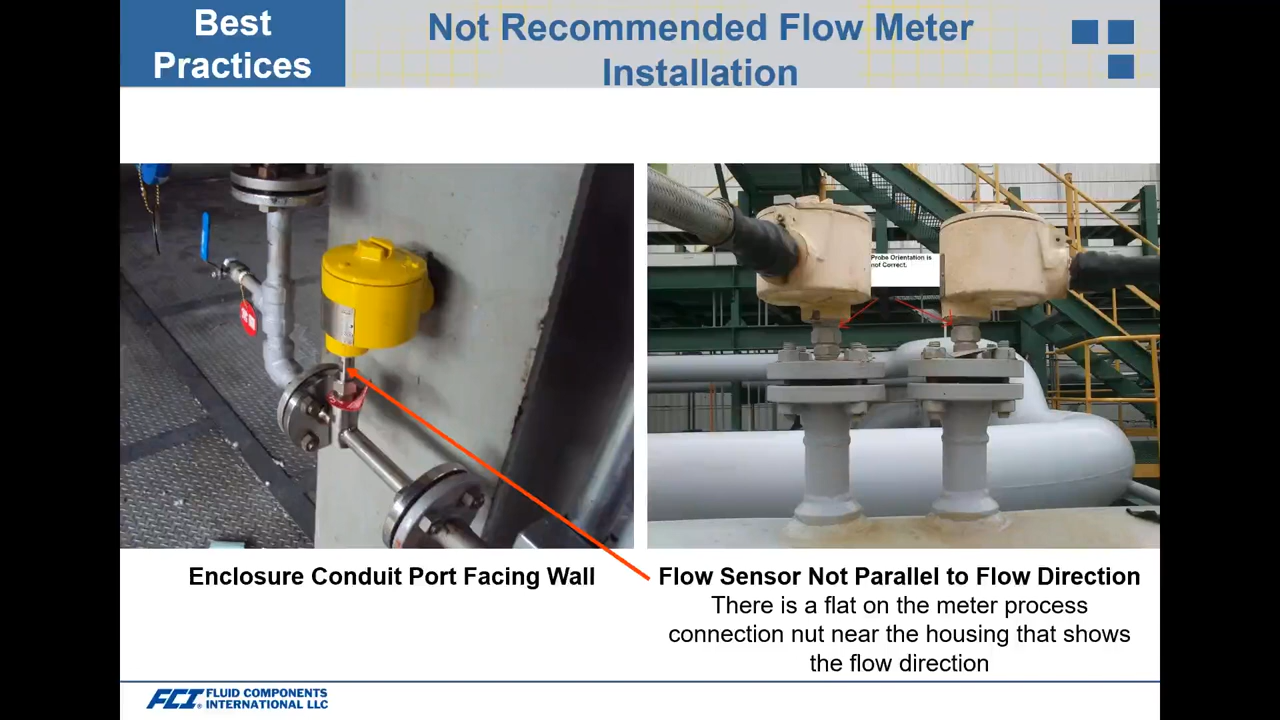 Best
Practices
Not Recommended Flow Meter
Installation
Probe Orientation is
not Correct.
Enclosure Conduit Port Facing Wall
Flow Sensor Not Parallel to Flow Direction
There is a flat on the meter process
connection nut near the housing that shows
the flow direction
FCI® FLUID COMPONENTS
INTERNATIONAL LLC